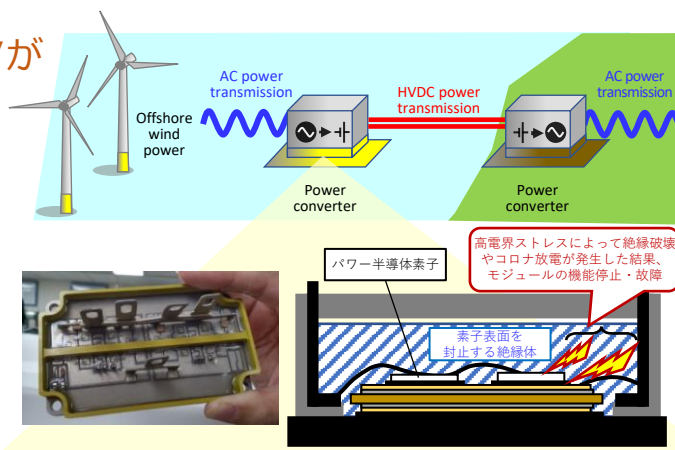 が
AC power
transmission
HVDC power
transmission
AC power
transmission
Offshore
wind
power
Power
converter
Power
converter
高電界ストレスによって絶縁破壊
やコロナ放電が発生した結果、
モジュールの機能停止・故障
パワー半導体素子
素子表面を
封止する絶縁体